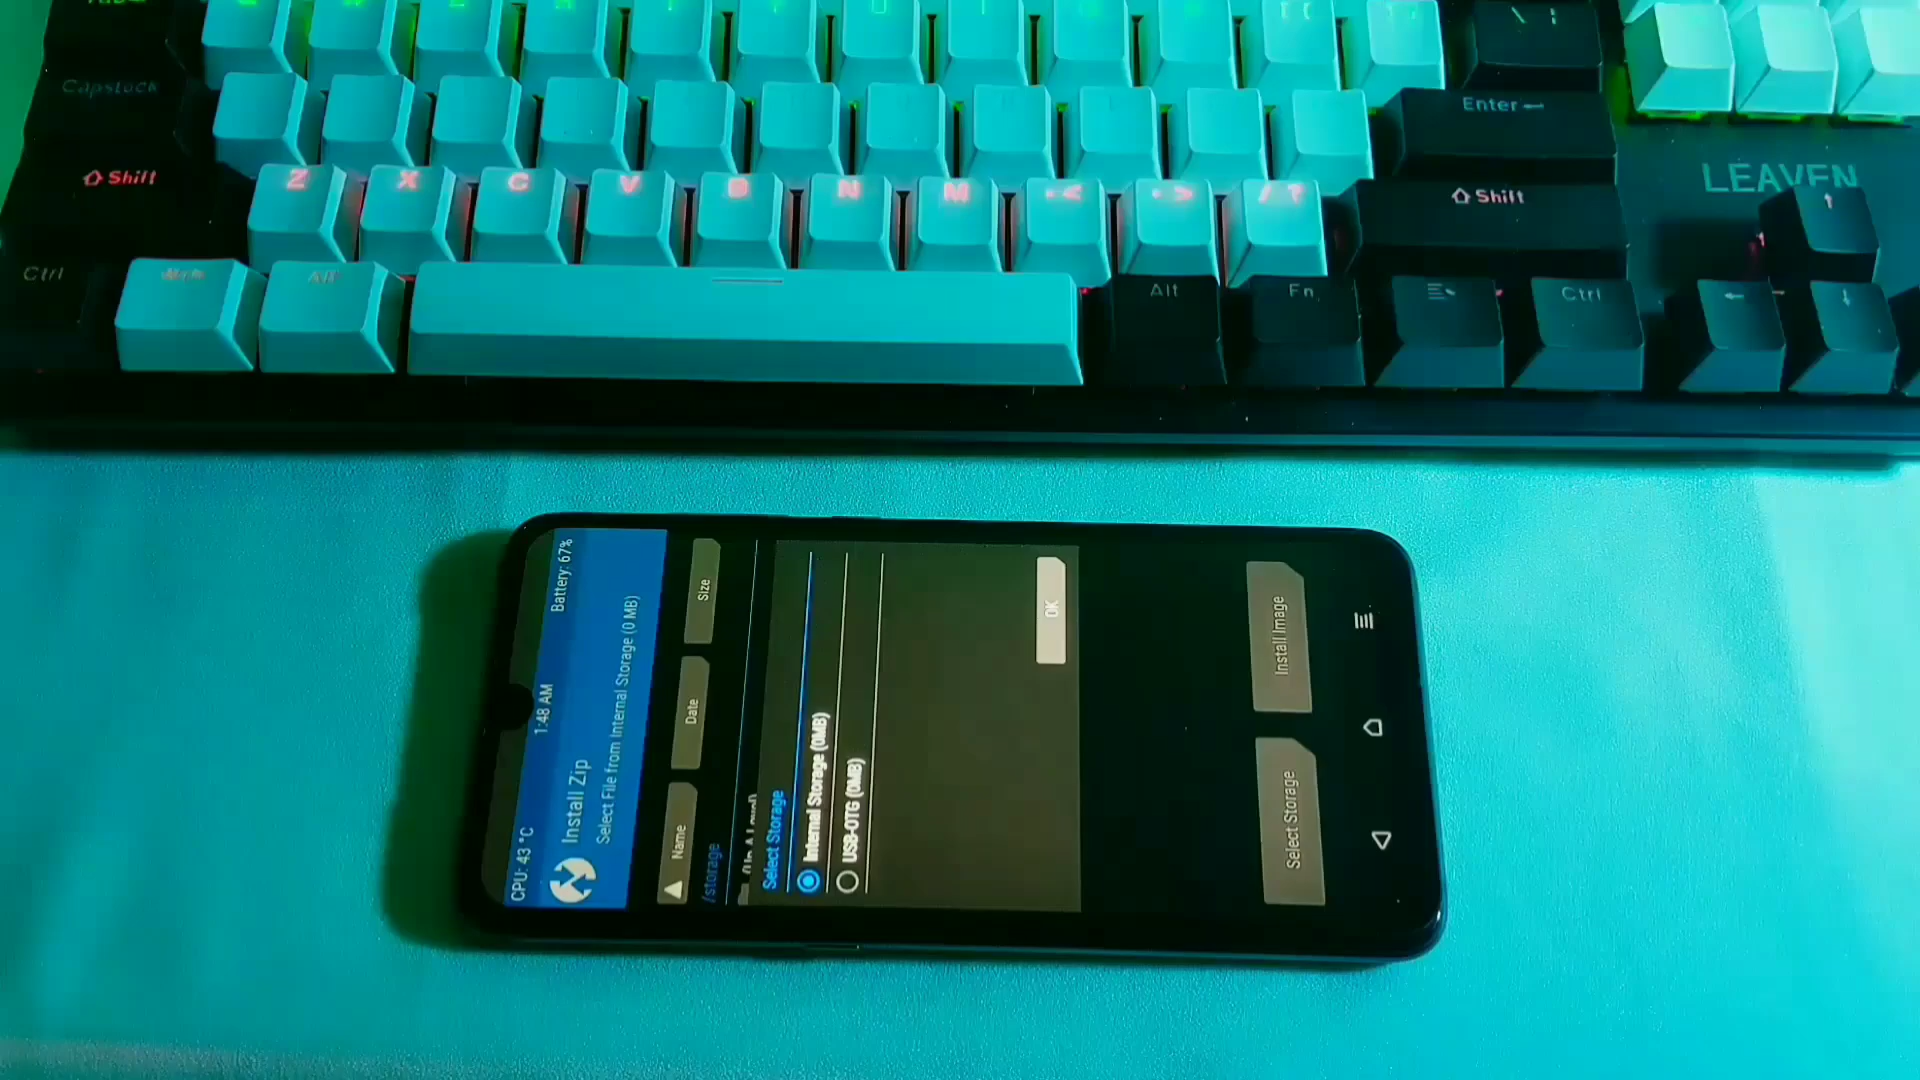 Capslock
Enter
LEAVEN
Shift
Z X C V B N M , < . > / ?
Shift
Ctrl
Alt
Alt
Fn
Ctrl
CPU: 43 °C
1:48 AM
Battery: 67%
Install Zip
Select File from Internal Storage (0 MB)
Name
Date
Size
/storage
(Up A Level)
Select Storage
Internal Storage (0MB)
USB-OTG (0MB)
OK
Select Storage
Install Image